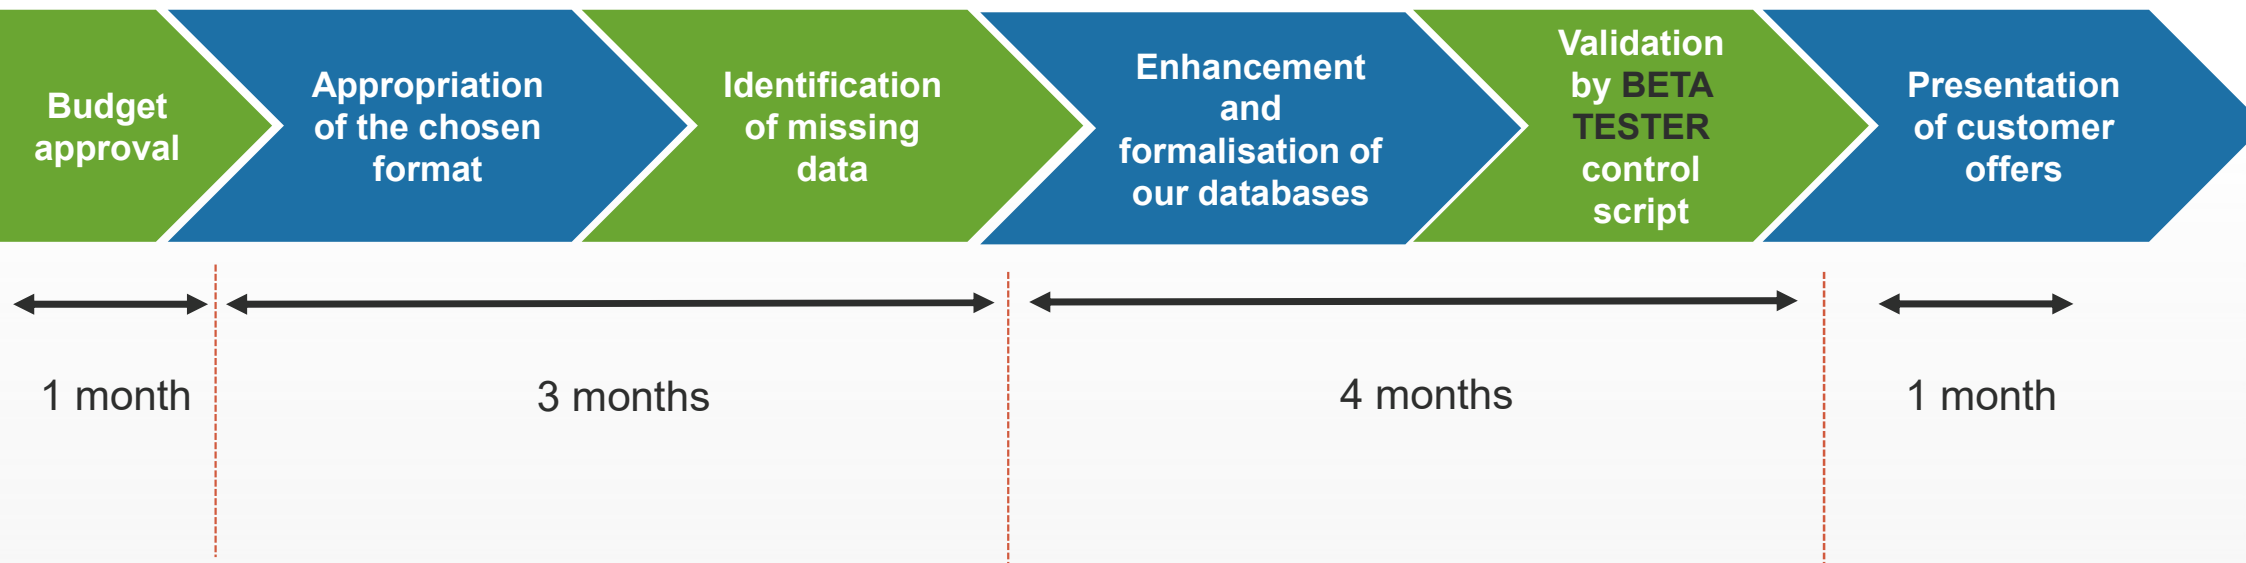 Budget
approval
Appropriation
of the chosen
format
Identification
of missing
data
Enhancement
and
formalisation of
our databases
Validation
by BETA
TESTER
control
script
Presentation
of customer
offers
1 month
3 months
4 months
1 month